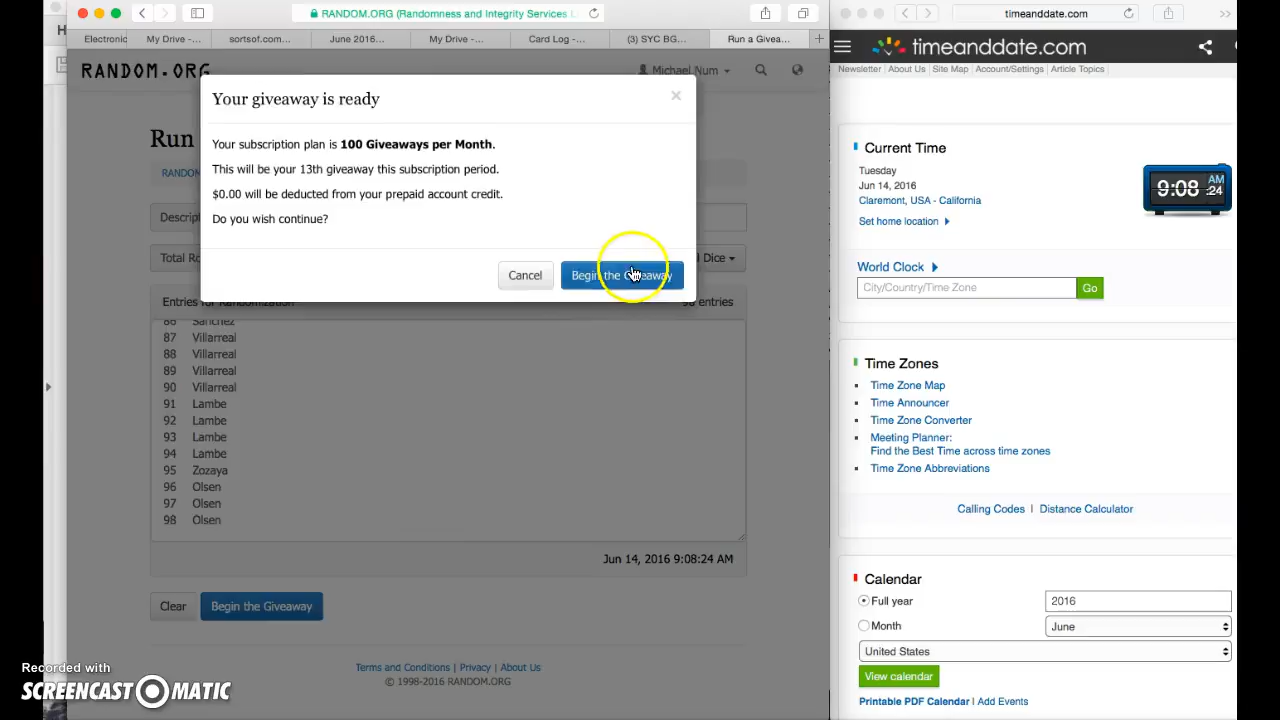 RANDOM.ORG (Randomness and Integrity Services L
Electronic
My Drive -...
sortsof.com...
June 2016...
My Drive -...
Card Log -...
(3) SYC BG...
Run a Givea...
RANDOM.ORG
Michael Num
Your giveaway is ready
×
Your subscription plan is 100 Giveaways per Month.
This will be your 13th giveaway this subscription period.
$0.00 will be deducted from your prepaid account credit.
Do you wish continue?
Cancel
Begin the Giveaway
Run
RANDOM
Descrip
Total Ro
Dice
Entries for Randomization
98 entries
86 Sanchez
87 Villarreal
88 Villarreal
89 Villarreal
90 Villarreal
91 Lambe
92 Lambe
93 Lambe
94 Lambe
95 Zozaya
96 Olsen
97 Olsen
98 Olsen
Jun 14, 2016 9:08:24 AM
Clear
Begin the Giveaway
Terms and Conditions | Privacy | About Us
© 1998-2016 RANDOM.ORG
Recorded with
SCREENCAST MATIC
timeanddate.com
timeanddate.com
Newsletter About Us Site Map Account/Settings Article Topics
Current Time
Tuesday
Jun 14, 2016
Claremont, USA - California
Set home location
9:08 AM :24
World Clock
City/Country/Time Zone
Go
Time Zones
Time Zone Map
Time Announcer
Time Zone Converter
Meeting Planner:
Find the Best Time across time zones
Time Zone Abbreviations
Calling Codes | Distance Calculator
Calendar
Full year
2016
Month
June
United States
View calendar
Printable PDF Calendar | Add Events